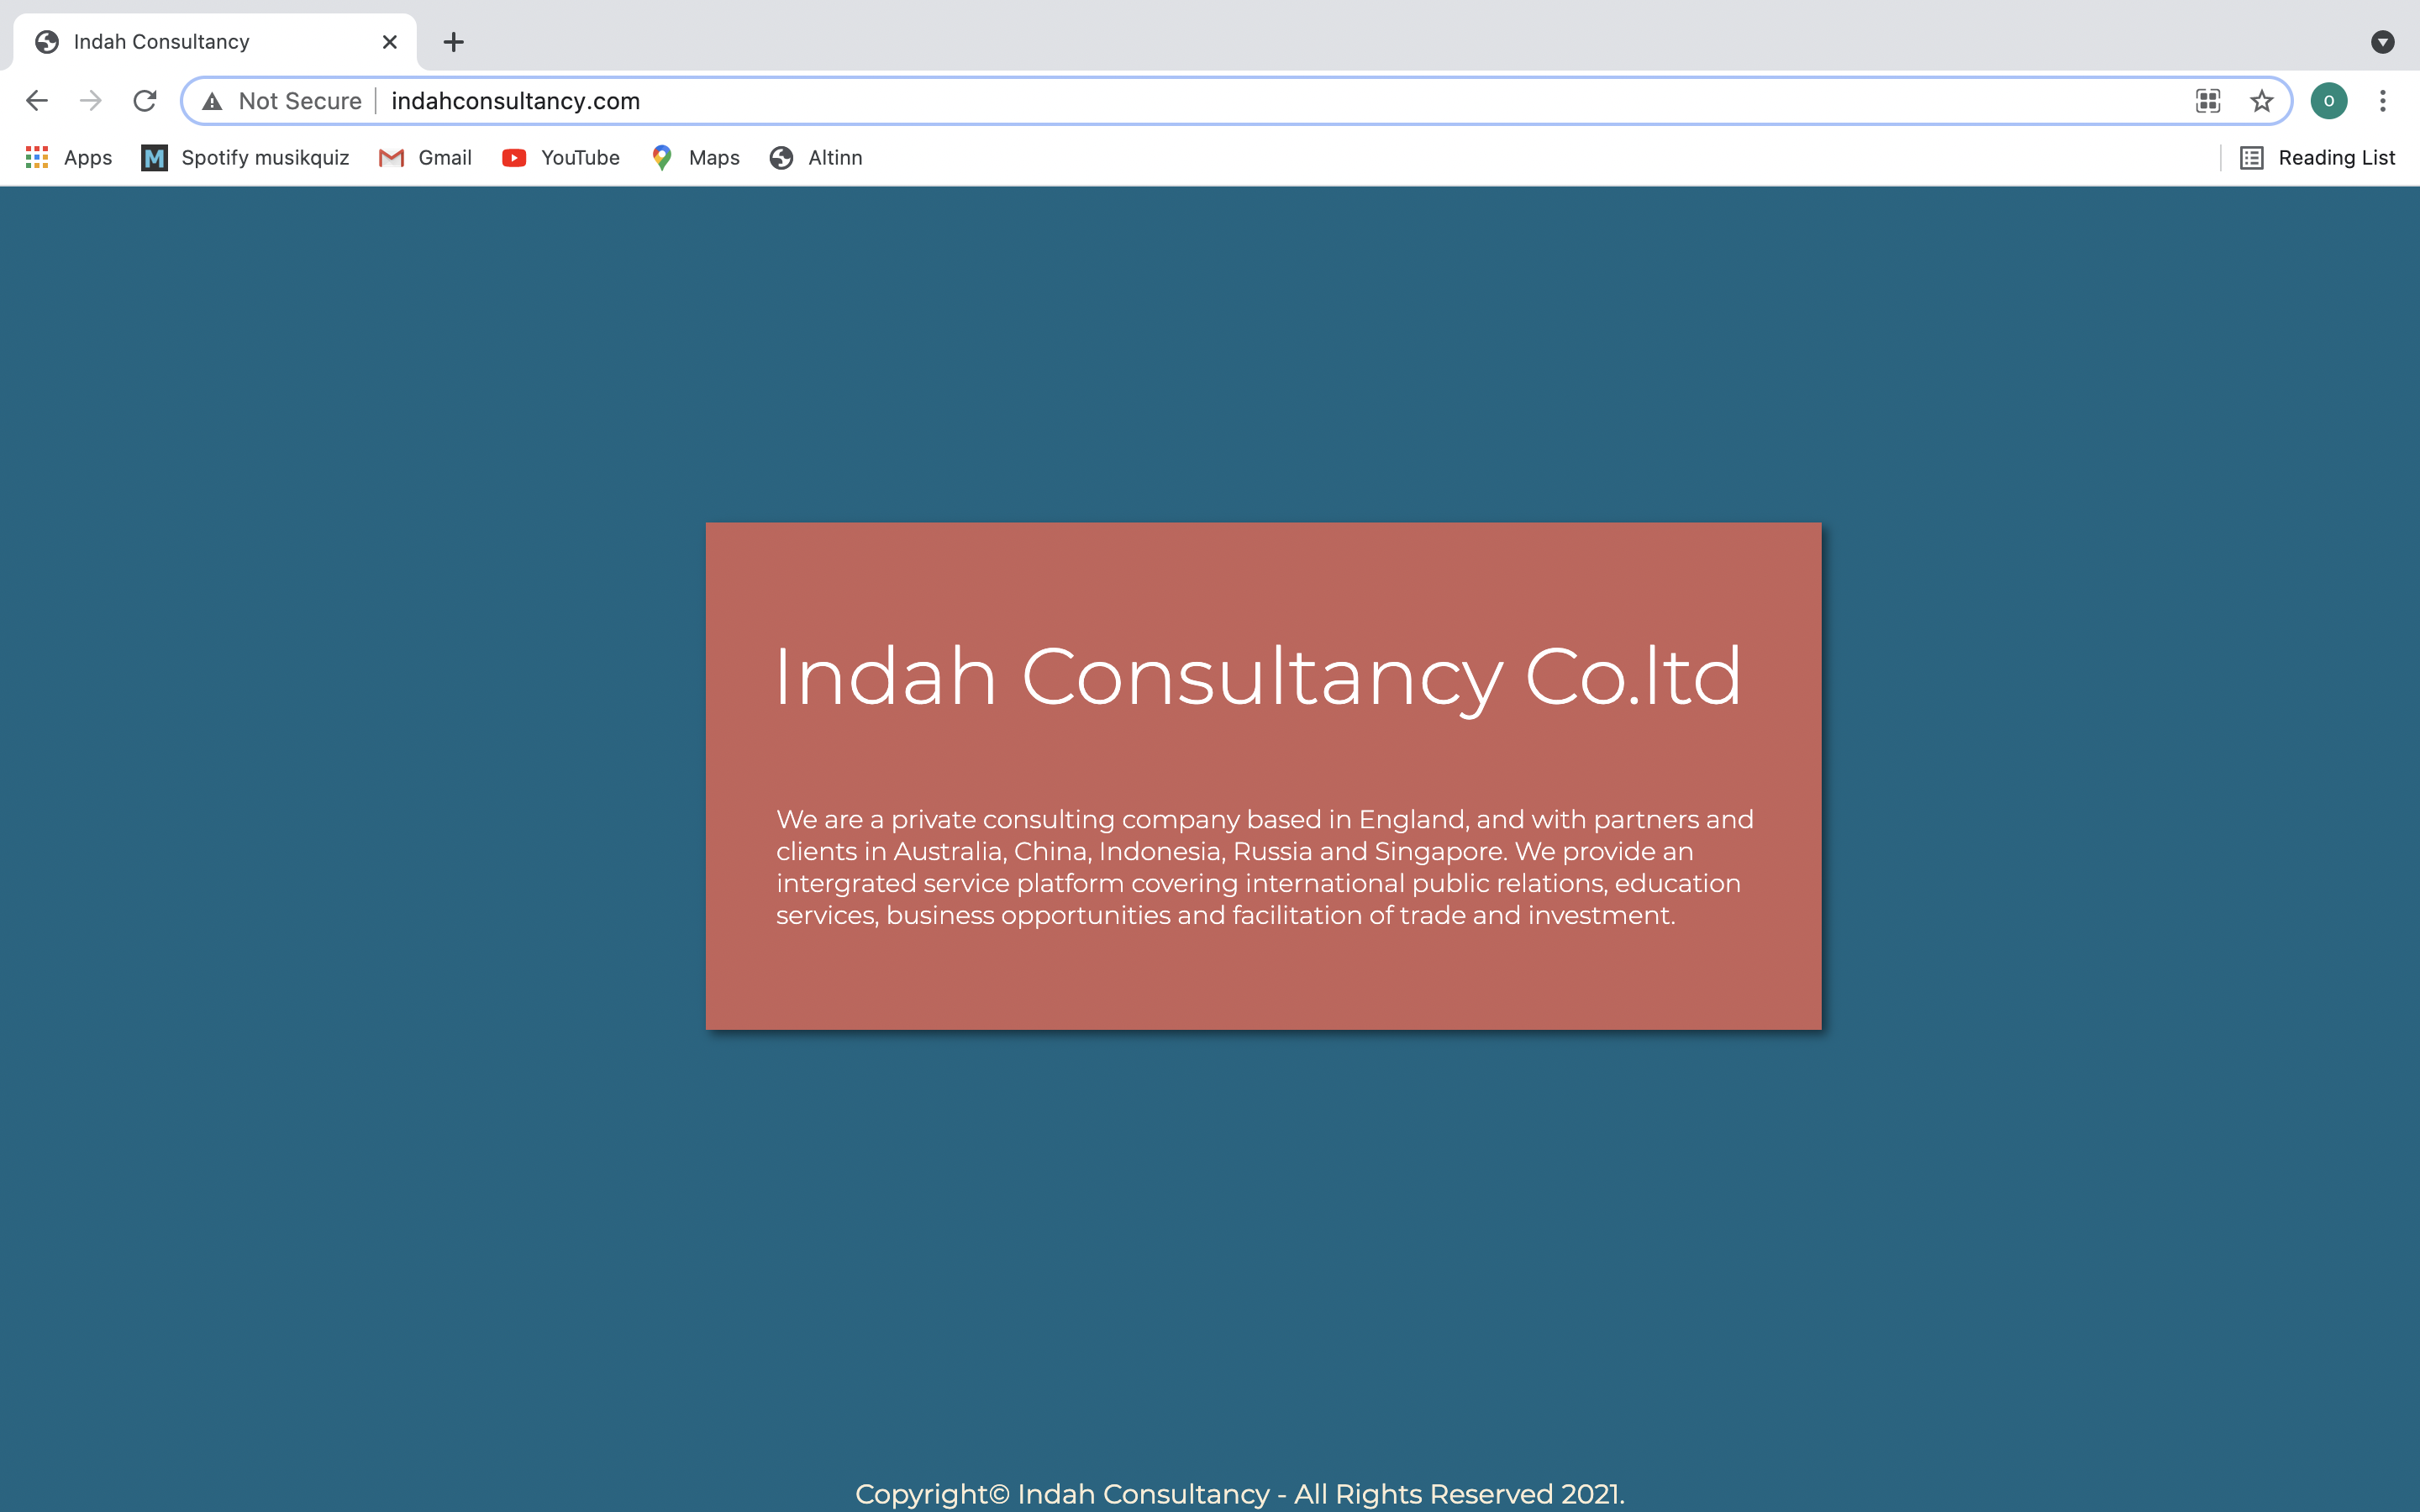 Indah Consultancy
Not Secure indahconsultancy.com
O
Apps M Spotify musikquiz Gmail YouTube Maps Altinn Reading List
Indah Consultancy Co.ltd
We are a private consulting company based in England, and with partners and
clients in Australia, China, Indonesia, Russia and Singapore. We provide an
intergrated service platform covering international public relations, education
services, business opportunities and facilitation of trade and investment.
Copyright© Indah Consultancy - All Rights Reserved 2021.